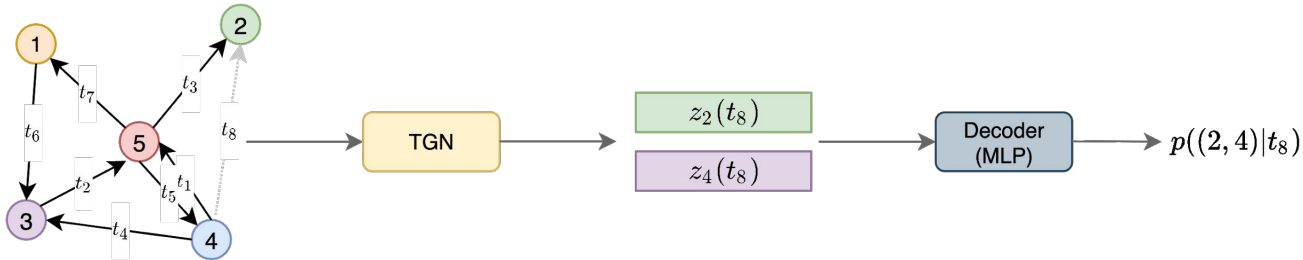 1
2
t₃
t₇
t₆
t₈
5
t₂
t₁
t₅
3
t₄
4
TGN
z₂(t₈)
z₄(t₈)
Decoder
(MLP)
p((2, 4)|t₈)